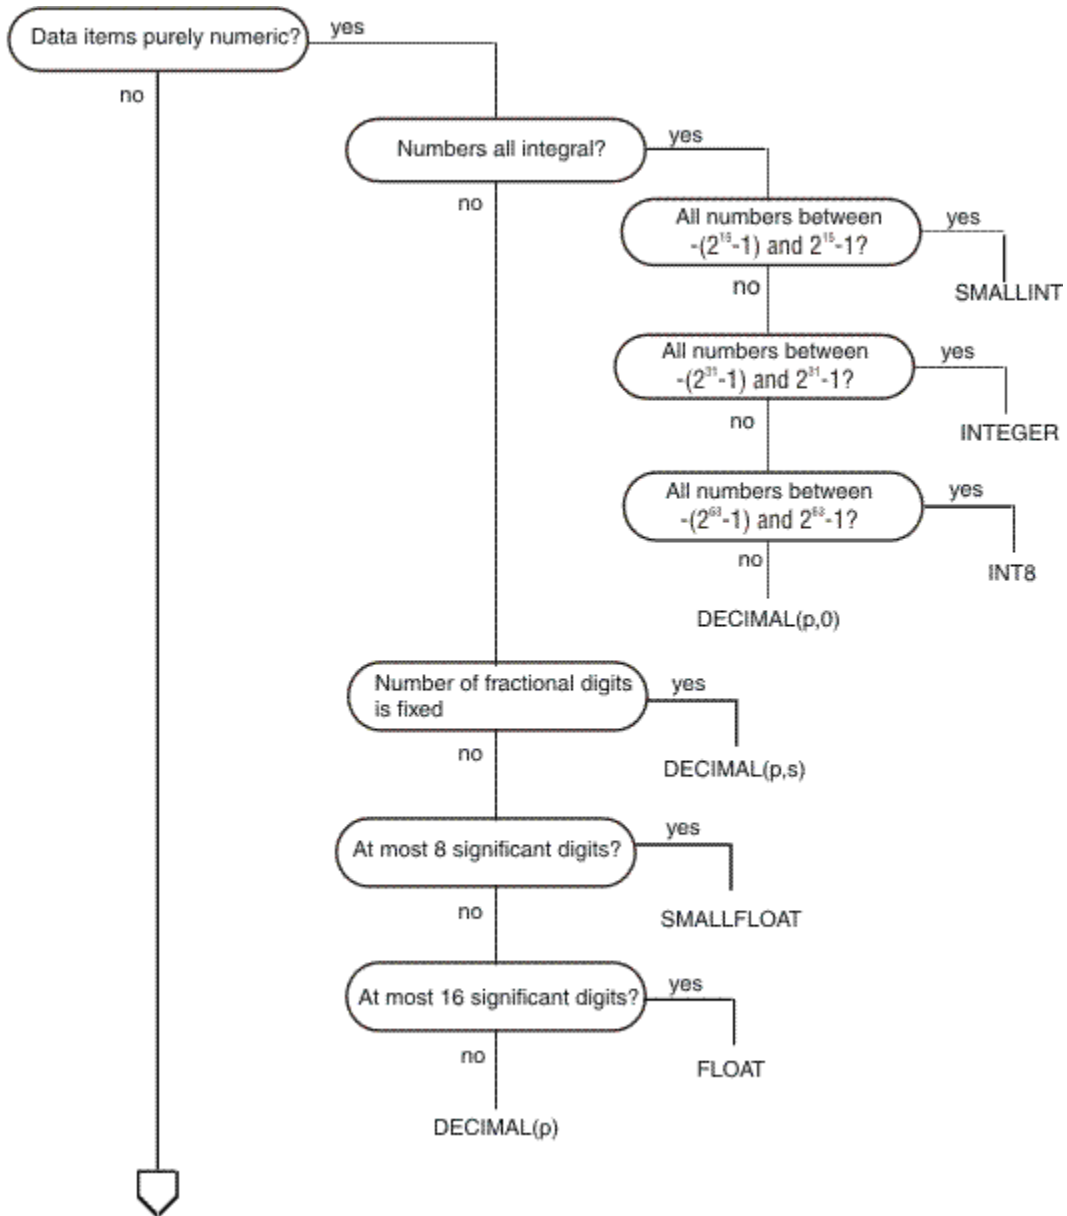 Data items purely numeric?
yes
no
Numbers all integral?
yes
no
All numbers between
-(2¹⁵-1) and 2¹⁵-1?
yes
no
SMALLINT
All numbers between
-(2³¹-1) and 2³¹-1?
yes
no
INTEGER
All numbers between
-(2⁶³-1) and 2⁶³-1?
yes
no
INT8
DECIMAL(p,0)
Number of fractional digits
is fixed
yes
no
DECIMAL(p,s)
At most 8 significant digits?
yes
no
SMALLFLOAT
At most 16 significant digits?
yes
no
FLOAT
DECIMAL(p)